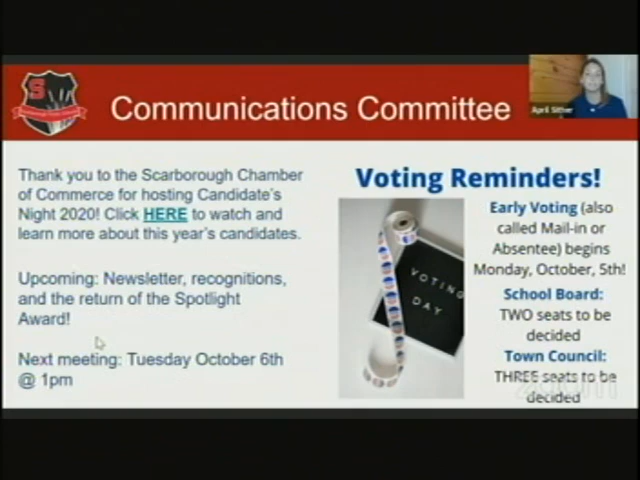 Communications Committee
April Sither
Thank you to the Scarborough Chamber
of Commerce for hosting Candidate's
Night 2020! Click HERE to watch and
learn more about this year's candidates.
Upcoming: Newsletter, recognitions,
and the return of the Spotlight
Award!
Next meeting: Tuesday October 6th
@ 1pm
Voting Reminders!
VOTING
DAY
Early Voting (also
called Mail-in or
Absentee) begins
Monday, October, 5th!
School Board:
TWO seats to be
decided
Town Council:
THREE seats to be
decided
zoom